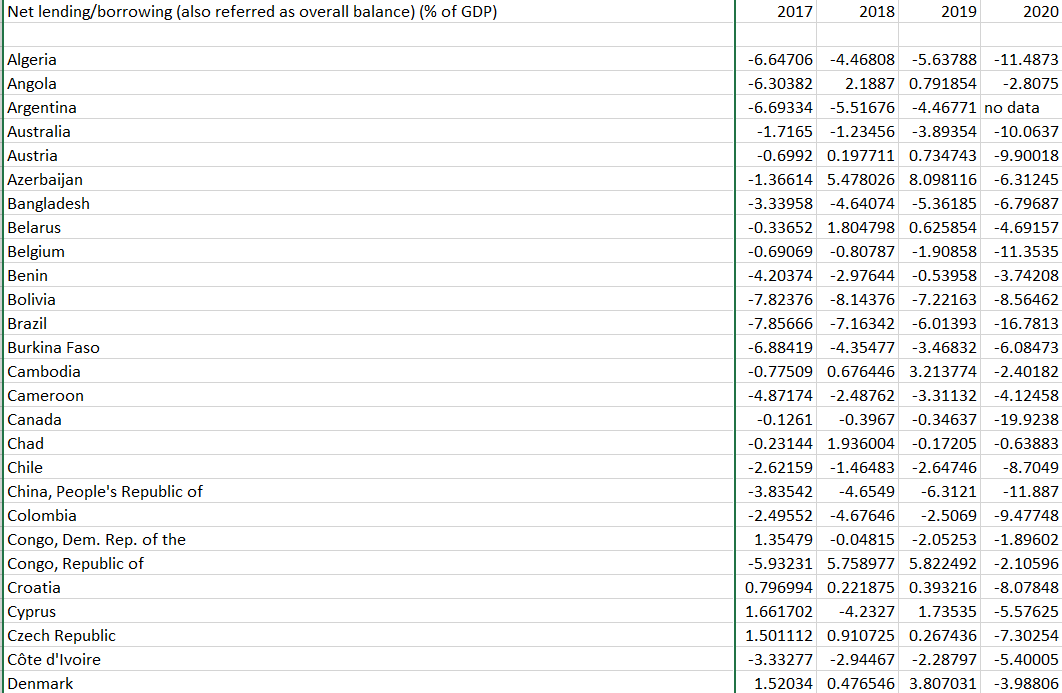 Net lending/borrowing (also referred as overall balance) (% of GDP) 2017 2018 2019 2020
Algeria -6.64706 -4.46808 -5.63788 -11.4873
Angola -6.30382 2.1887 0.791854 -2.8075
Argentina -6.69334 -5.51676 -4.46771 no data
Australia -1.7165 -1.23456 -3.89354 -10.0637
Austria -0.6992 0.197711 0.734743 -9.90018
Azerbaijan -1.36614 5.478026 8.098116 -6.31245
Bangladesh -3.33958 -4.64074 -5.36185 -6.79687
Belarus -0.33652 1.804798 0.625854 -4.69157
Belgium -0.69069 -0.80787 -1.90858 -11.3535
Benin -4.20374 -2.97644 -0.53958 -3.74208
Bolivia -7.82376 -8.14376 -7.22163 -8.56462
Brazil -7.85666 -7.16342 -6.01393 -16.7813
Burkina Faso -6.88419 -4.35477 -3.46832 -6.08473
Cambodia -0.77509 0.676446 3.213774 -2.40182
Cameroon -4.87174 -2.48762 -3.31132 -4.12458
Canada -0.1261 -0.3967 -0.34637 -19.9238
Chad -0.23144 1.936004 -0.17205 -0.63883
Chile -2.62159 -1.46483 -2.64746 -8.7049
China, People's Republic of -3.83542 -4.6549 -6.3121 -11.887
Colombia -2.49552 -4.67646 -2.5069 -9.47748
Congo, Dem. Rep. of the 1.35479 -0.04815 -2.05253 -1.89602
Congo, Republic of -5.93231 5.758977 5.822492 -2.10596
Croatia 0.796994 0.221875 0.393216 -8.07848
Cyprus 1.661702 -4.2327 1.73535 -5.57625
Czech Republic 1.501112 0.910725 0.267436 -7.30254
Côte d'Ivoire -3.33277 -2.94467 -2.28797 -5.40005
Denmark 1.52034 0.476546 3.807031 -3.98806